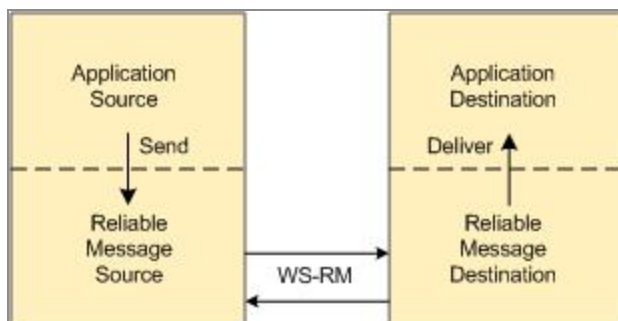 Application
Source
Send
Reliable
Message
Source
WS-RM
Application
Destination
Deliver
Reliable
Message
Destination